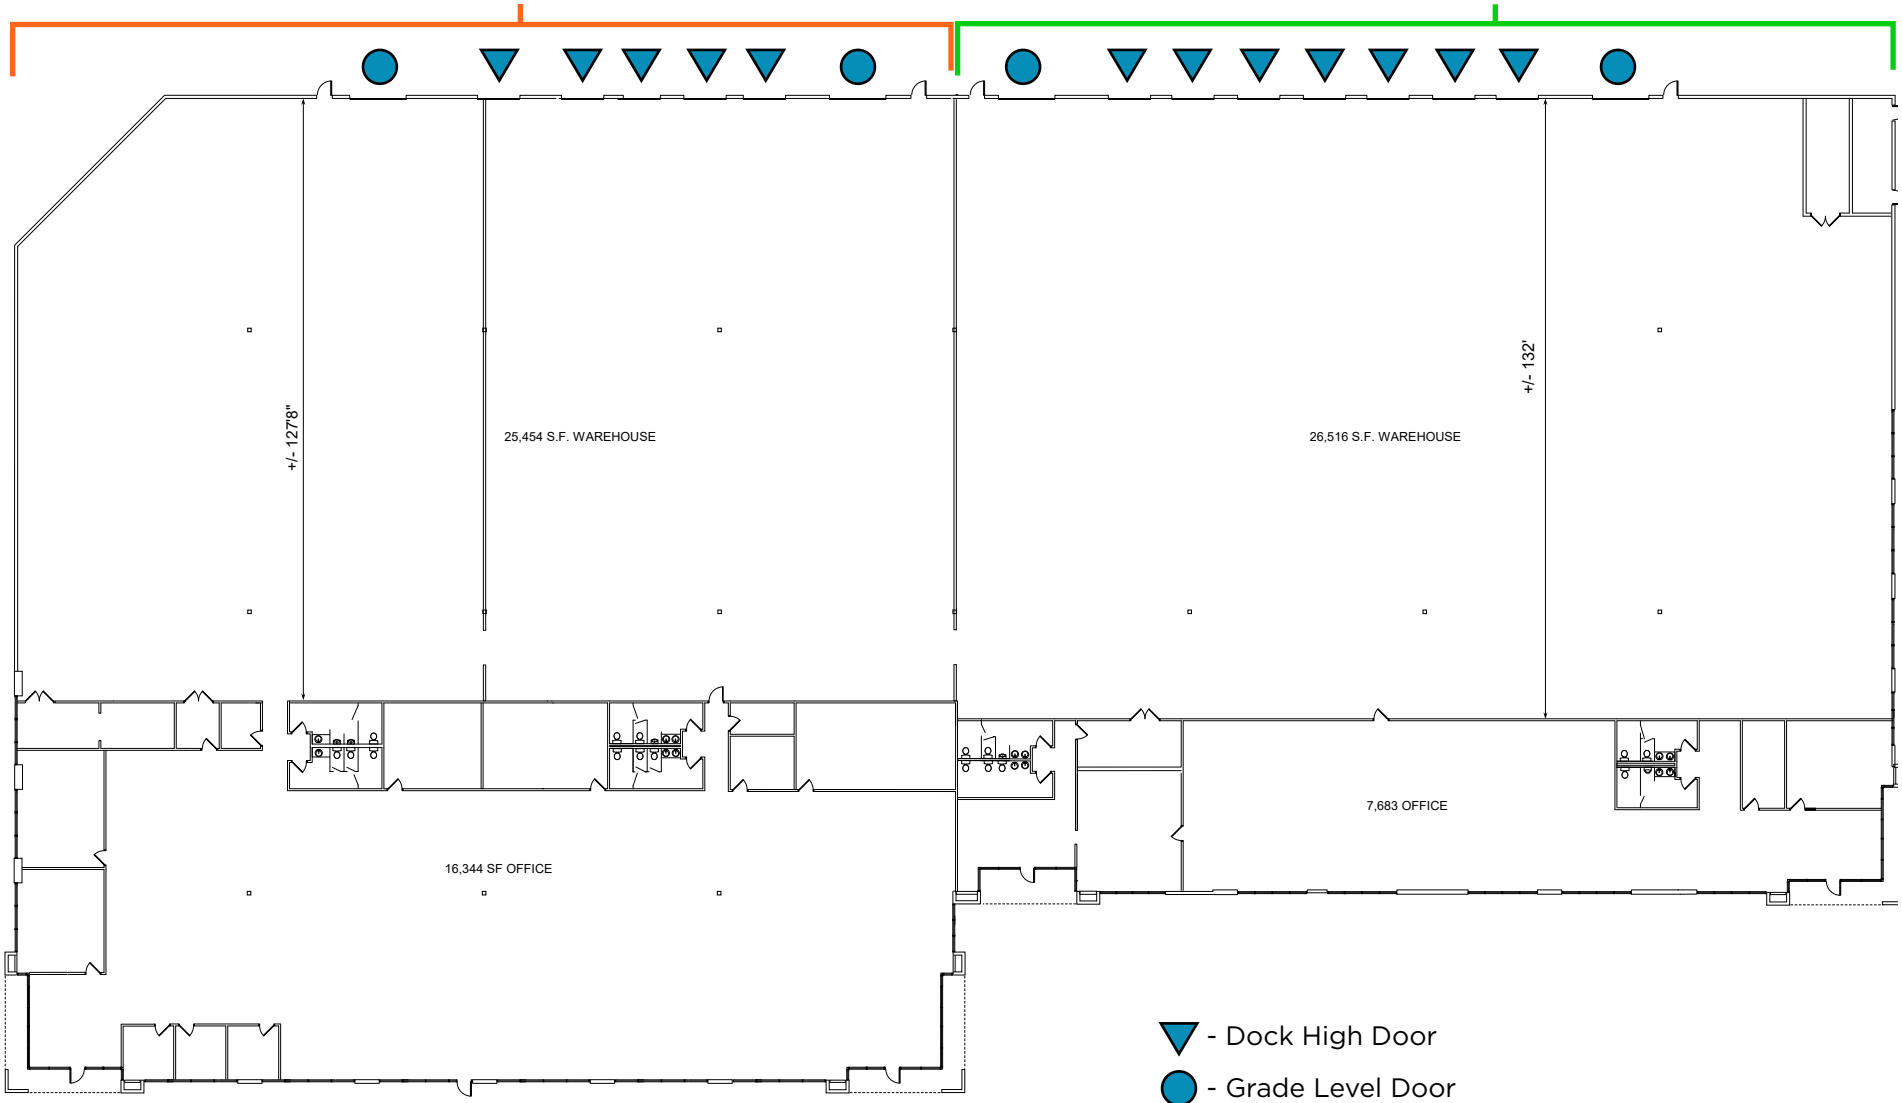 +/- 127'8"
25,454 S.F. WAREHOUSE
+/- 132'
26,516 S.F. WAREHOUSE
7,683 OFFICE
16,344 SF OFFICE
- Dock High Door
- Grade Level Door